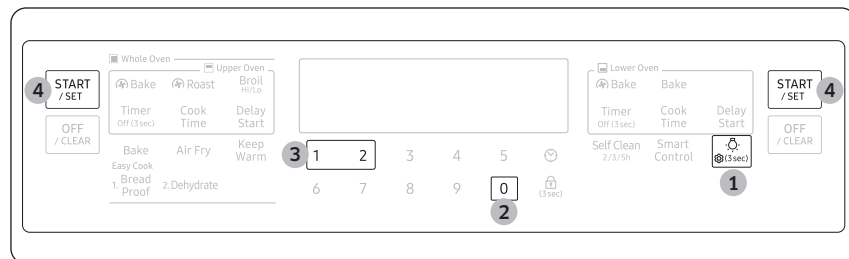 Whole Oven
Upper Oven
Bake Roast Broil
Hi/Lo
Timer Cook Delay
Off (3 sec) Time Start
Bake Air Fry Keep
Warm
Easy Cook
1. Bread 2. Dehydrate
Proof
4 START
/ SET
OFF
/ CLEAR
3 1 2 3 4 5
6 7 8 9 0 (3 sec)
2
Lower Oven
Bake Bake
Timer Cook Delay
Off (3 sec) Time Start
Self Clean Smart
2/3/5h Control (3 sec)
1
START 4
/ SET
OFF
/ CLEAR